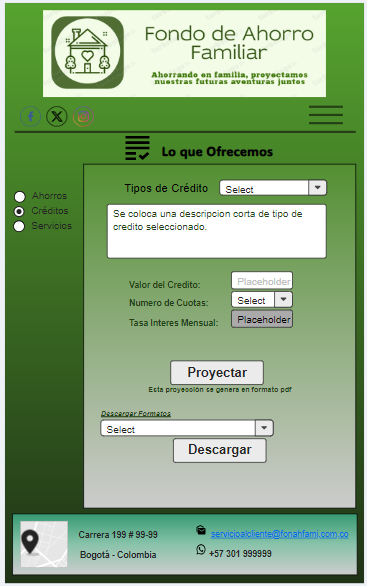 Fondo de Ahorro
Familiar
Ahorrando en familia, proyectamos
nuestras futuras aventuras juntos
Lo que Ofrecemos
Ahorros
Créditos
Servicios
Tipos de Crédito Select
Se coloca una descripcion corta de tipo de
credito seleccionado.
Valor del Credito: Placeholder
Numero de Cuotas: Select
Tasa Interes Mensual: Placeholder
Proyectar
Esta proyección se genera en formato pdf
Descargar Formatos
Select
Descargar
Carrera 199 # 99-99 servicioalcliente@fonahfami.com.co
Bogotá - Colombia +57 301 999999